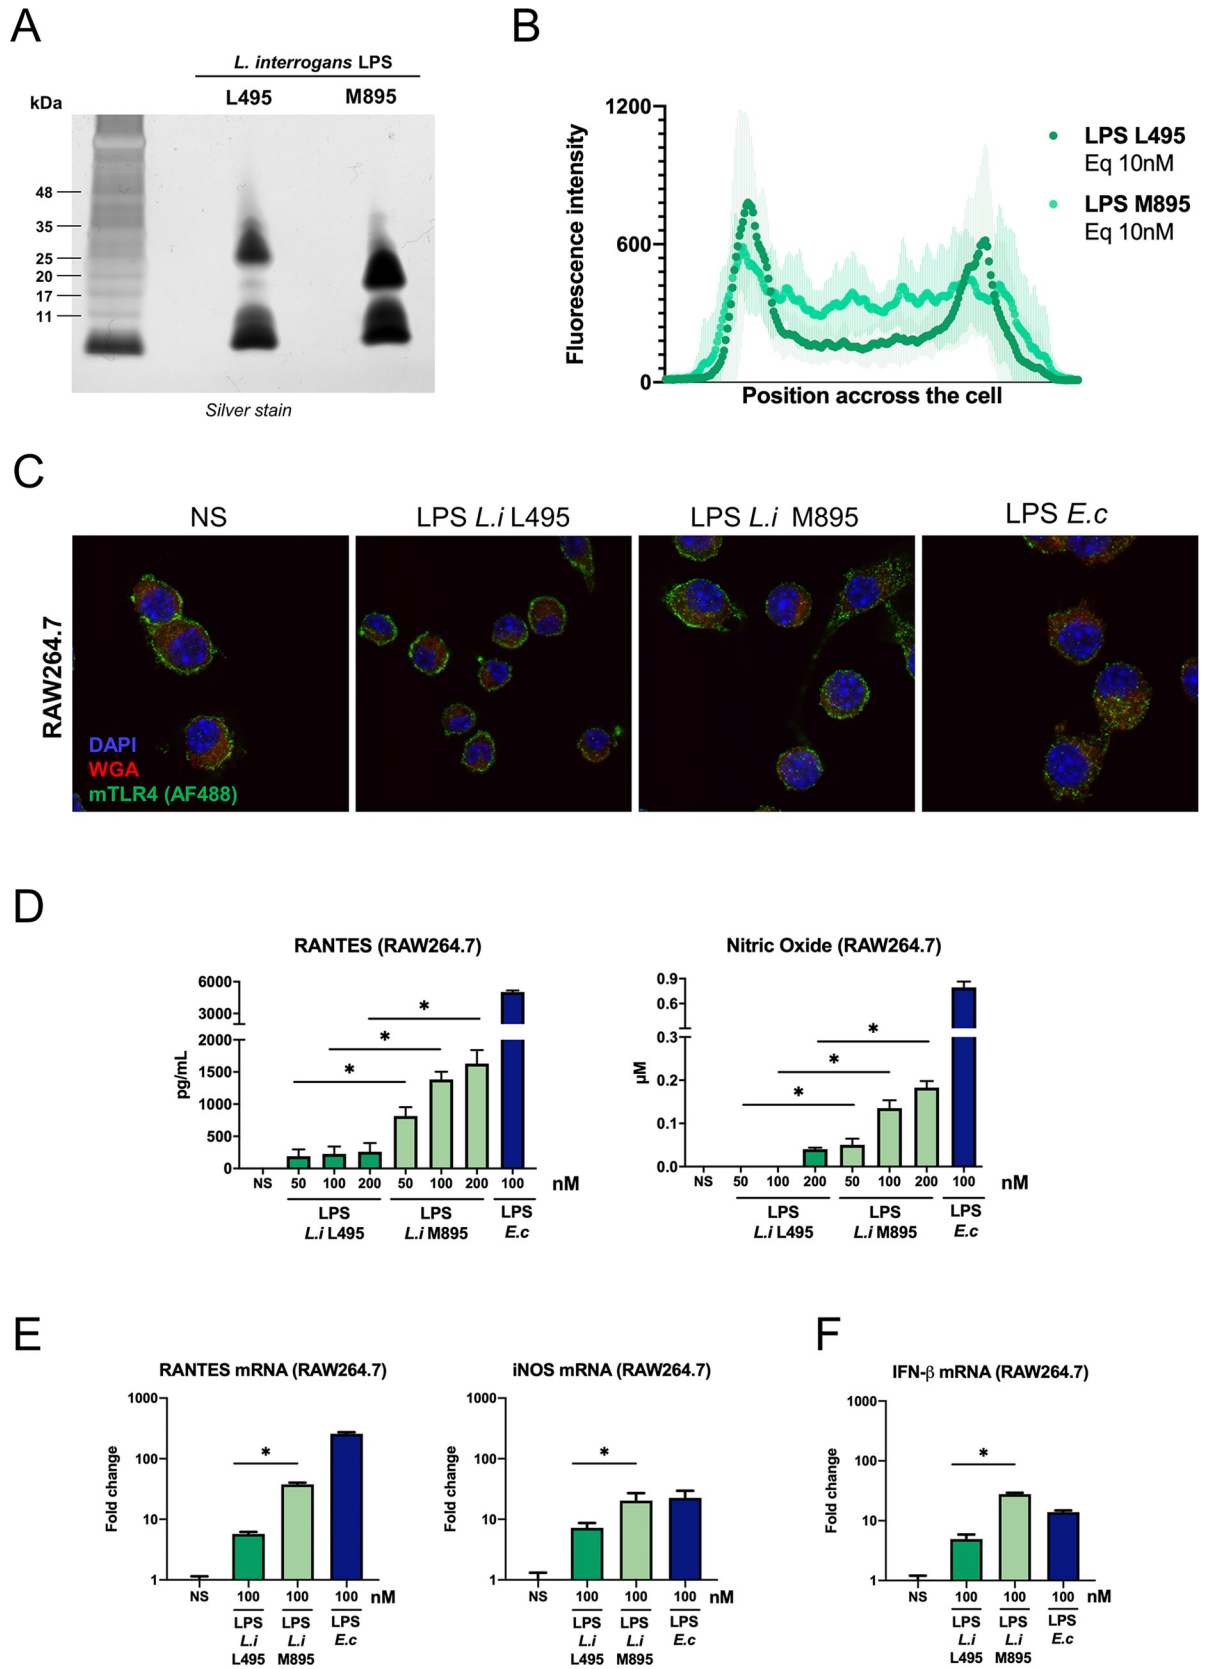 A
L. interrogans LPS
kDa
L495
M895
48
35
25
20
17
11
Silver stain
B
1200
600
0
Fluorescence intensity
Position accross the cell
LPS L495
Eq 10nM
LPS M895
Eq 10nM
C
NS
LPS L.i L495
LPS L.i M895
LPS E.c
RAW264.7
DAPI
WGA
mTLR4 (AF488)
D
RANTES (RAW264.7)
6000
3000
2000
1500
1000
500
0
pg/mL
*
*
*
NS 50 100 200 50 100 200 100 nM
LPS LPS LPS
L.i L495 L.i M895 E.c
Nitric Oxide (RAW264.7)
0.9
0.6
0.3
0.2
0.1
0.0
µM
*
*
*
NS 50 100 200 50 100 200 100 nM
LPS LPS LPS
L.i L495 L.i M895 E.c
E
RANTES mRNA (RAW264.7)
1000
100
10
1
Fold change
*
NS 100 100 100 nM
LPS LPS LPS
L.i L.i E.c
L495 M895
iNOS mRNA (RAW264.7)
1000
100
10
1
Fold change
*
NS 100 100 100 nM
LPS LPS LPS
L.i L.i E.c
L495 M895
F
IFN-β mRNA (RAW264.7)
1000
100
10
1
Fold change
*
NS 100 100 100 nM
LPS LPS LPS
L.i L.i E.c
L495 M895